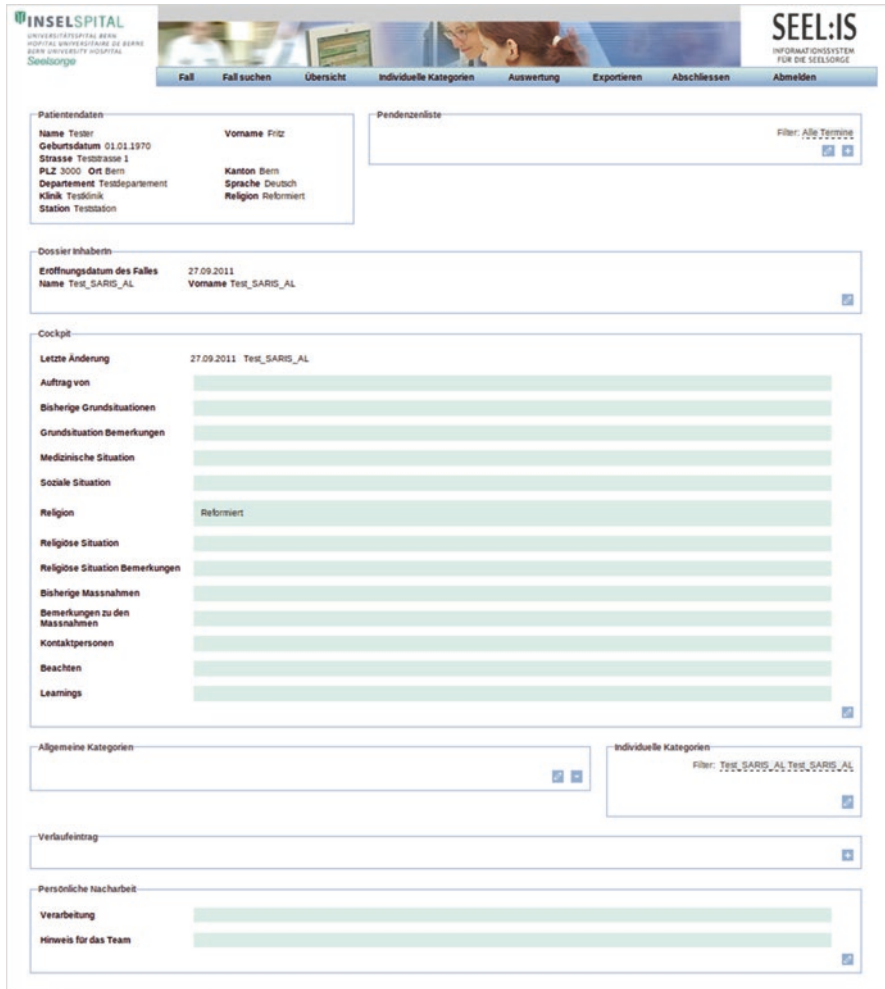 INSELSPITAL
UNIVERSITÄTSSPITAL BERN
HOPITAL UNIVERSITAIRE DE BERNE
BERN UNIVERSITY HOSPITAL
Seelsorge
SEEL:IS
INFORMATIONSSYSTEM
FÜR DIE SEELSORGE
Fall Fall suchen Übersicht Individuelle Kategorien Auswertung Exportieren Abschliessen Abmelden
Patientendaten
Name Tester Vorname Fritz
Geburtsdatum 01.01.1970
Strasse Teststrasse 1
PLZ 3000 Ort Bern Kanton Bern
Departement Testdepartement Sprache Deutsch
Klinik Testklinik Religion Reformiert
Station Teststation
Pendenzenliste
Filter: Alle Termine
Dossier InhaberIn
Eröffnungsdatum des Falles 27.09.2011
Name Test_SARIS_AL Vorname Test_SARIS_AL
Cockpit
Letzte Änderung 27.09.2011 Test_SARIS_AL
Auftrag von
Bisherige Grundsituationen
Grundsituation Bemerkungen
Medizinische Situation
Soziale Situation
Religion Reformiert
Religiöse Situation
Religiöse Situation Bemerkungen
Bisherige Massnahmen
Bemerkungen zu den
Massnahmen
Kontaktpersonen
Beachten
Learnings
Allgemeine Kategorien
Individuelle Kategorien
Filter: Test_SARIS_AL Test_SARIS_AL
Verlaufeintrag
Persönliche Nacharbeit
Verarbeitung
Hinweis für das Team